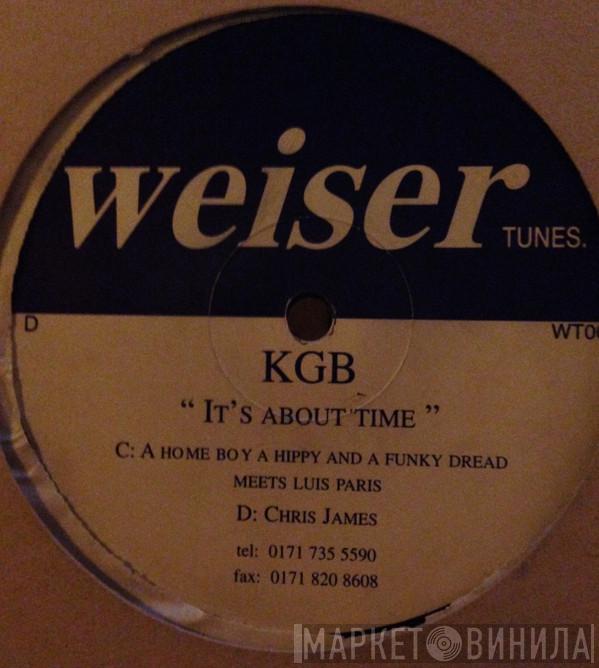 weiser TUNES.
D
WT00
KGB
“ IT'S ABOUT TIME ”
C: A HOME BOY A HIPPY AND A FUNKY DREAD
MEETS LUIS PARIS
D: CHRIS JAMES
tel: 0171 735 5590
fax: 0171 820 8608
МАРКЕТ ВИНИЛА